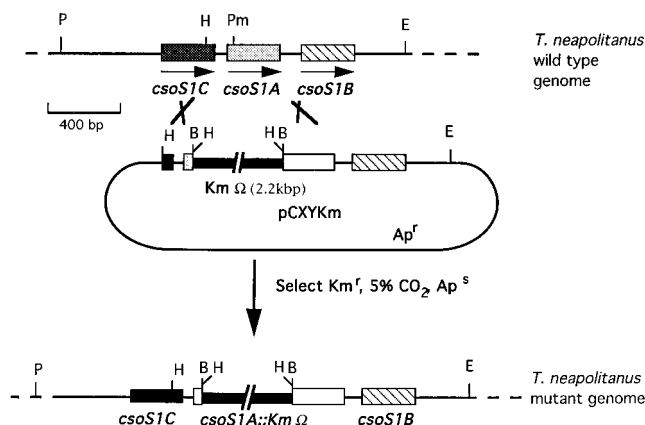 P H Pm E
T. neapolitanus
wild type
genome
csoS1C csoS1A csoS1B
400 bp
H B H H B E
Km Ω (2.2kbp)
pCXYKm
Apʳ
Select Kmʳ, 5% CO₂, Apˢ
P H B H H B E
T. neapolitanus
mutant genome
csoS1C csoS1A::Km Ω csoS1B